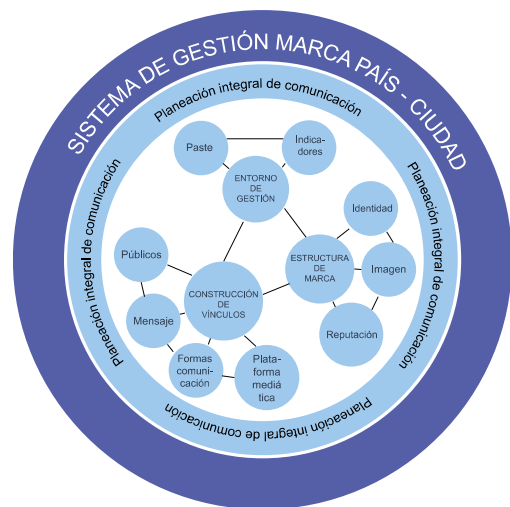 SISTEMA DE GESTIÓN MARCA PAÍS - CIUDAD
Planeación integral de comunicación
Planeación integral de comunicación
Planeación integral de comunicación
Planeación integral de comunicación
Paste
Indica-
dores
ENTORNO
DE
GESTIÓN
Identidad
ESTRUCTURA
DE
MARCA
Imagen
Reputación
Públicos
CONSTRUCCIÓN
DE
VÍNCULOS
Mensaje
Formas
comuni-
cación
Plata-
forma
mediá
tica